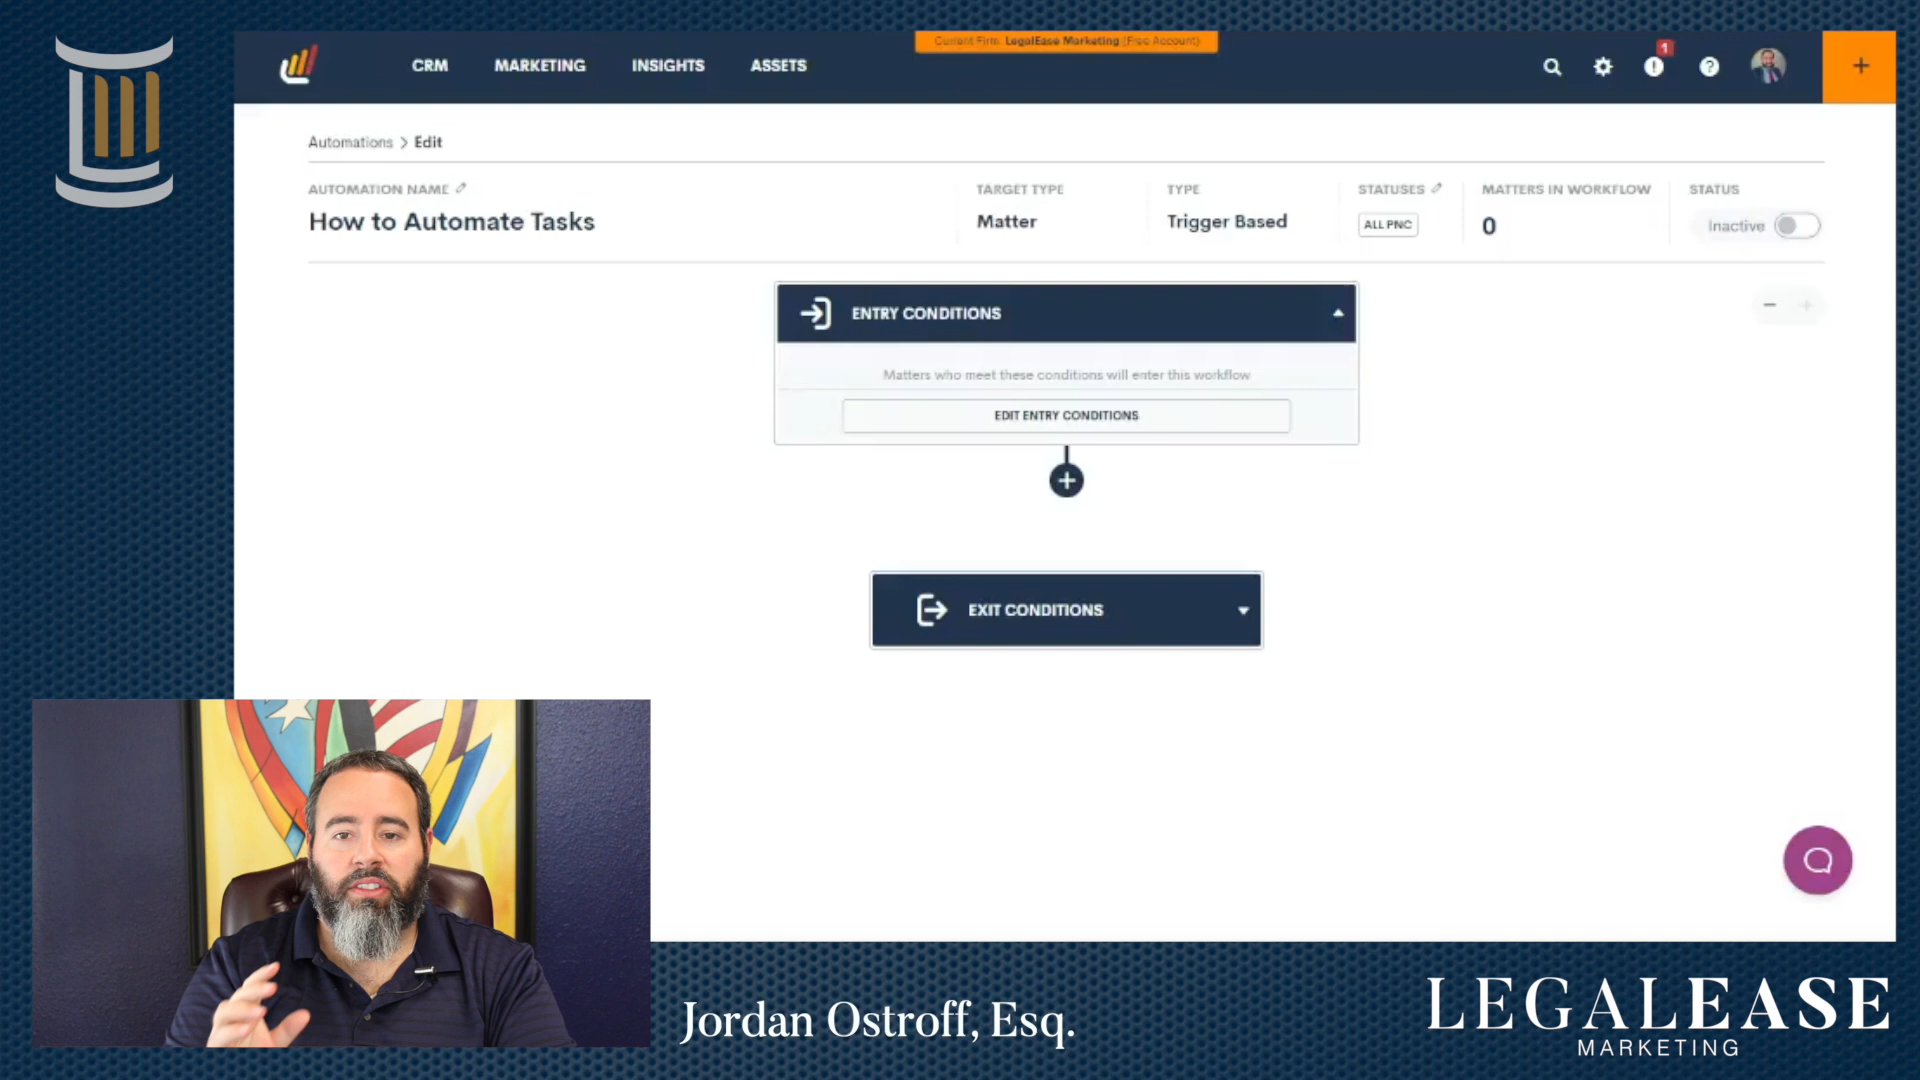 Current Firm: LegalEase Marketing (Free Account)
CRM MARKETING INSIGHTS ASSETS
1
Automations > Edit
AUTOMATION NAME
How to Automate Tasks
TARGET TYPE
Matter
TYPE
Trigger Based
STATUSES
ALL PNC
MATTERS IN WORKFLOW
0
STATUS
Inactive
ENTRY CONDITIONS
Matters who meet these conditions will enter this workflow
EDIT ENTRY CONDITIONS
EXIT CONDITIONS
Jordan Ostroff, Esq.
LEGALEASE
MARKETING